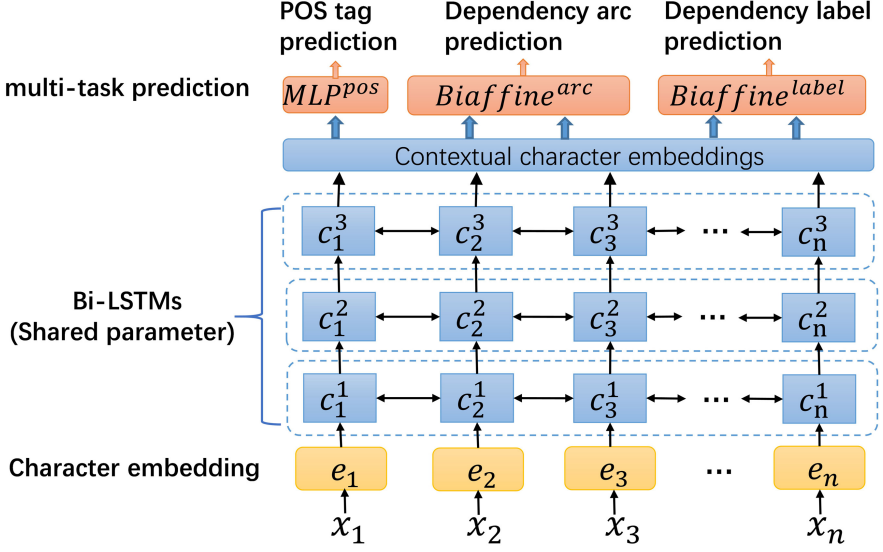 POS tag prediction
Dependency arc prediction
Dependency label prediction
multi-task prediction
MLP^{pos}
Biaffine^{arc}
Biaffine^{label}
Contextual character embeddings
c_1^3 c_2^3 c_3^3 ... c_n^3
Bi-LSTMs
(Shared parameter)
c_1^2 c_2^2 c_3^2 ... c_n^2
c_1^1 c_2^1 c_3^1 ... c_n^1
Character embedding
e_1 e_2 e_3 ... e_n
x_1 x_2 x_3 x_n